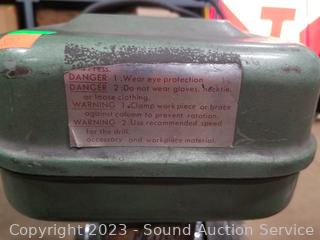 DANGER 1. Wear eye protection.
DANGER 2. Do not wear gloves, necktie,
or loose clothing.
WARNING 1. Clamp workpiece or brace
against column to prevent rotation.
WARNING 2. Use recommended speed
for the drill,
accessory, and workpiece material.
Copyright 2023 - Sound Auction Service